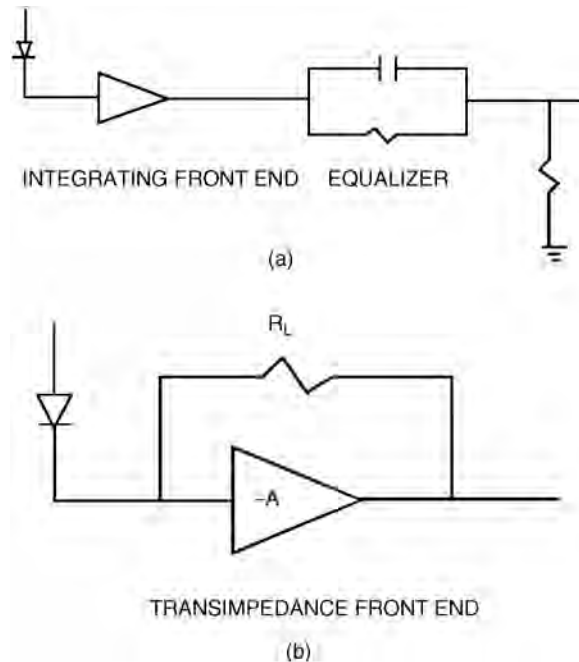 INTEGRATING FRONT END EQUALIZER
(a)
R_L
-A
TRANSIMPEDANCE FRONT END
(b)